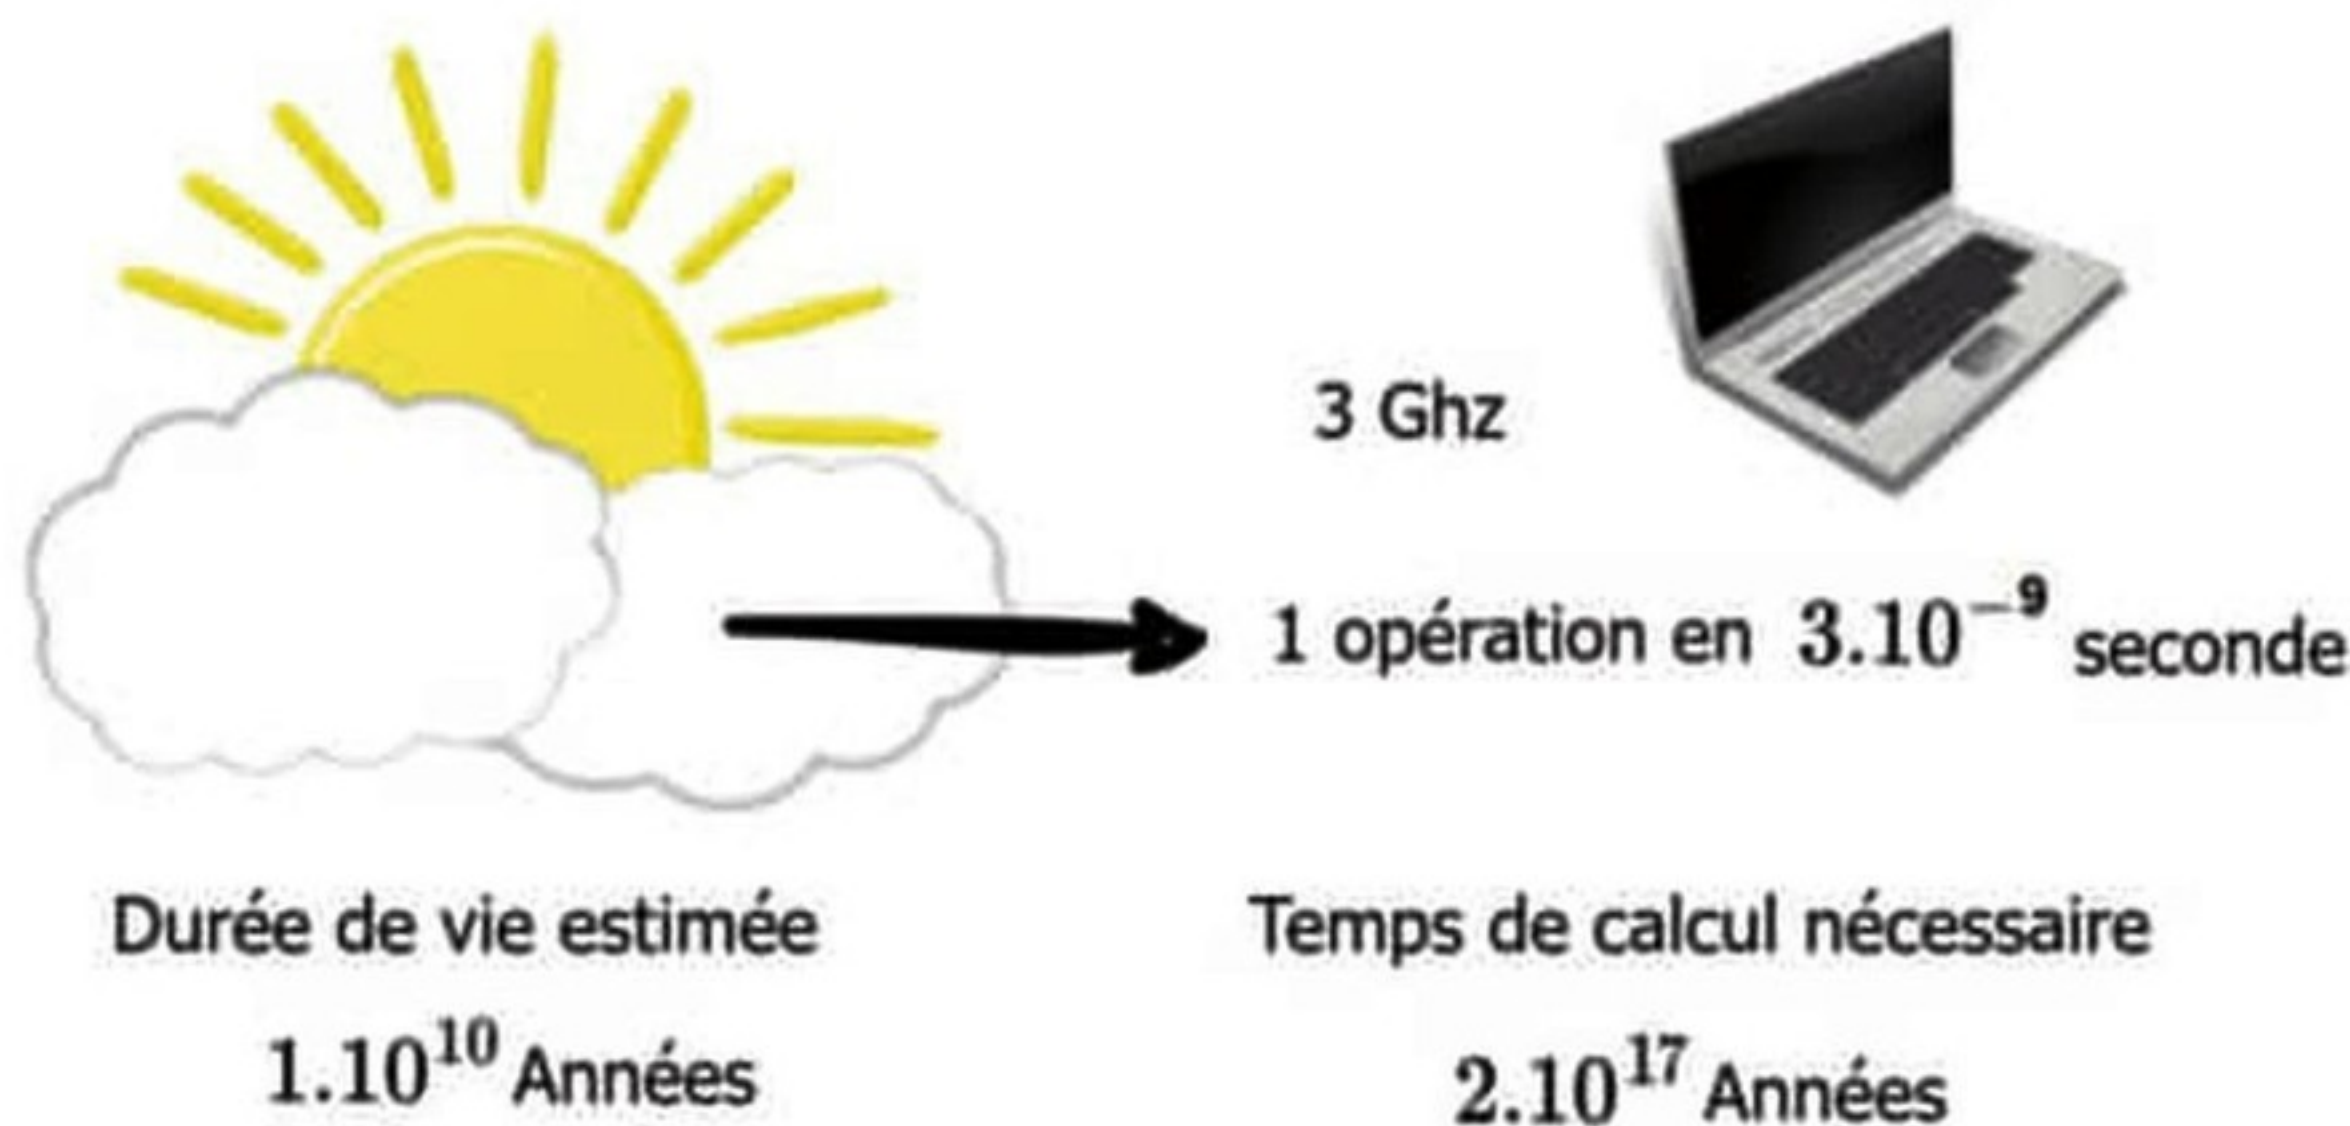 3 Ghz
1 opération en 3.10⁻⁹ seconde
Durée de vie estimée
1.10¹⁰ Années
Temps de calcul nécessaire
2.10¹⁷ Années